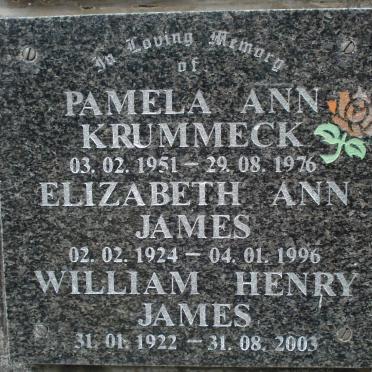 In Loving Memory
of
PAMELA ANN
KRUMMECK
03. 02. 1951 – 29. 08. 1976
ELIZABETH ANN
JAMES
02. 02. 1924 – 04. 01. 1996
WILLIAM HENRY
JAMES
31. 01. 1922 – 31. 08. 2003